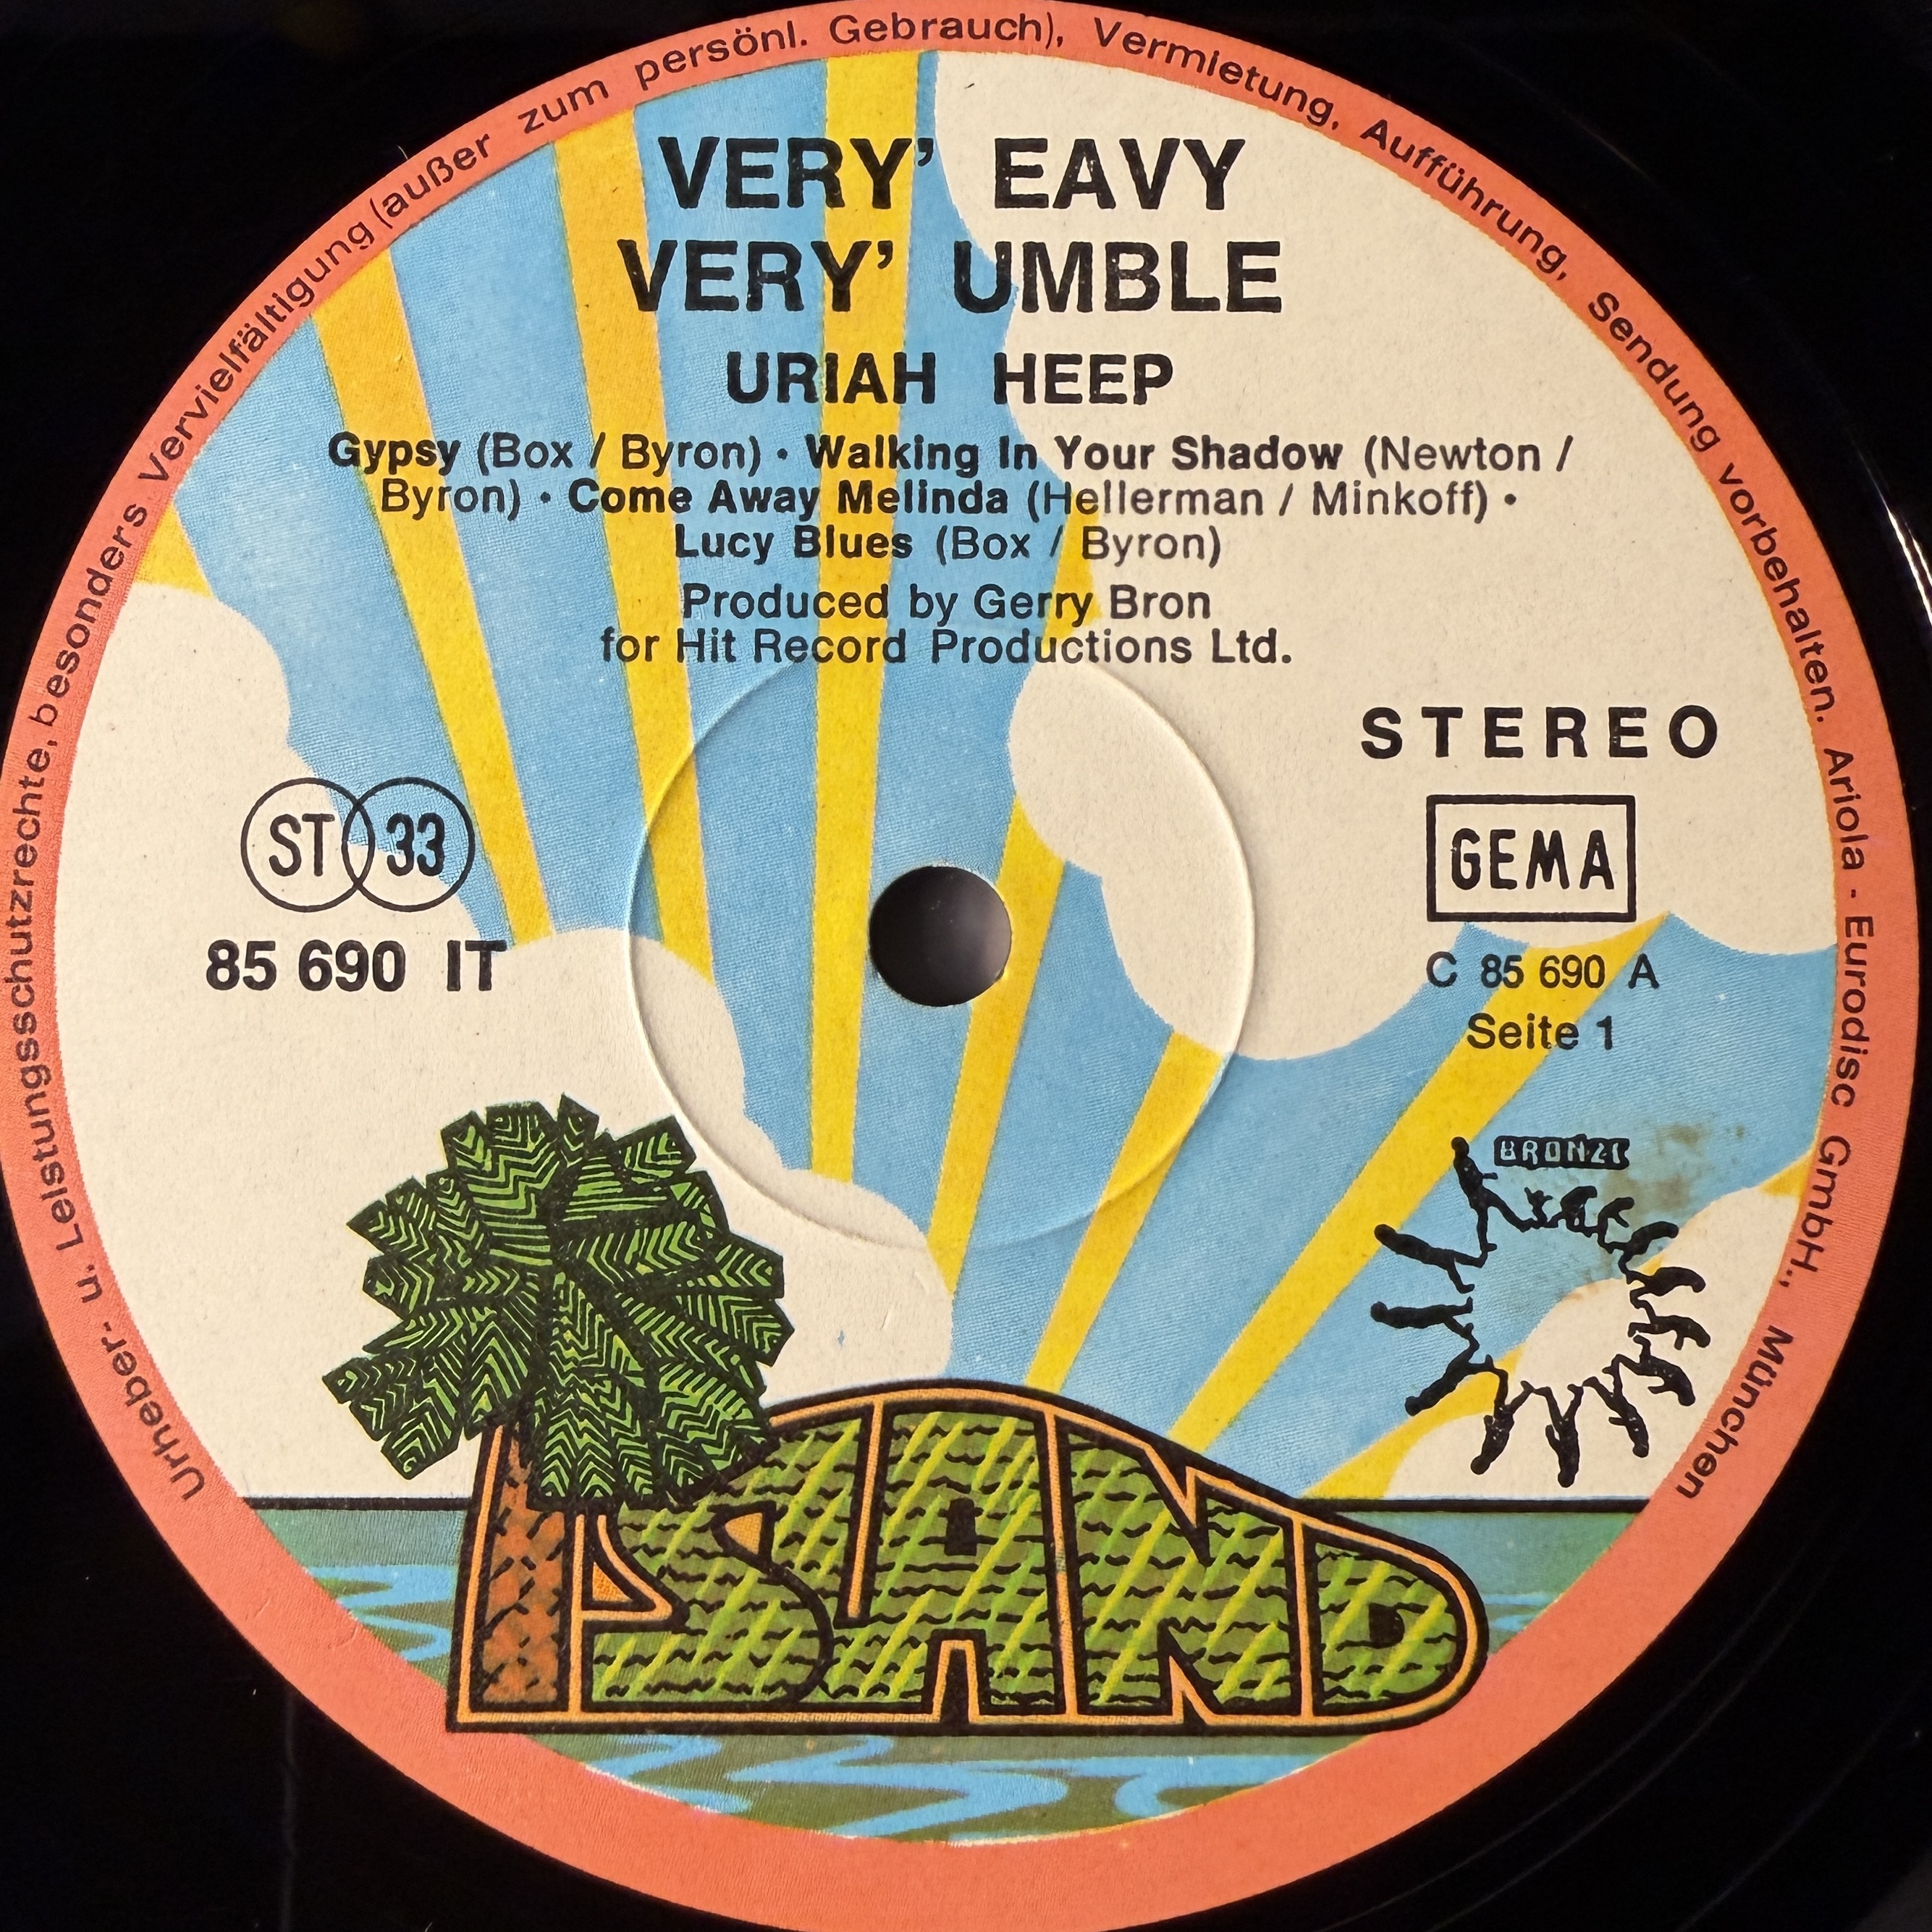 Urheber- u. Leistungsschutzrechte, besonders Vervielfältigung (außer zum persönl. Gebrauch), Vermietung, Aufführung, Sendung vorbehalten. Ariola - Eurodisc GmbH., München
VERY’ EAVY
VERY’ UMBLE
URIAH HEEP
Gypsy (Box / Byron) • Walking In Your Shadow (Newton /
Byron) • Come Away Melinda (Hellerman / Minkoff) •
Lucy Blues (Box / Byron)
Produced by Gerry Bron
for Hit Record Productions Ltd.
STEREO
ST 33
GEMA
85 690 IT
C 85 690 A
Seite 1
BRONZE
ISLAND